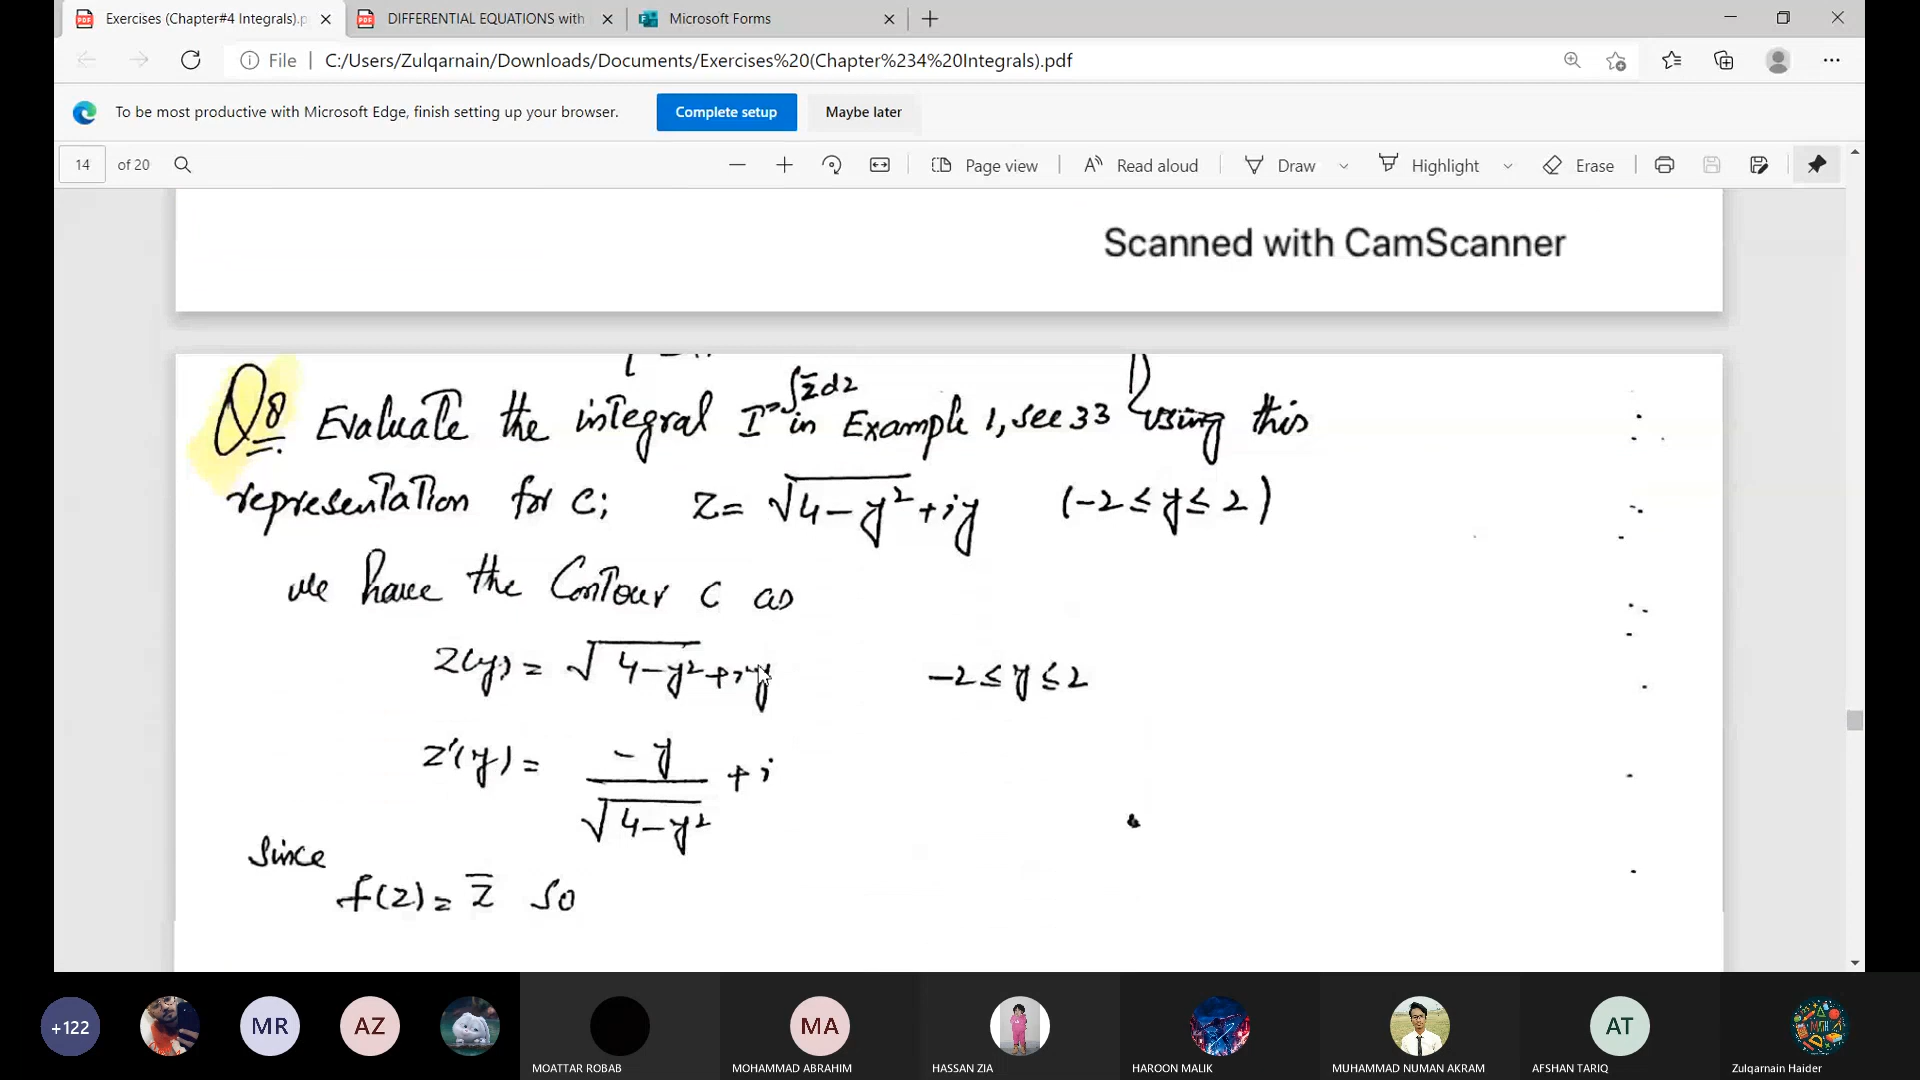 Exercises (Chapter#4 Integrals).p
DIFFERENTIAL EQUATIONS with
Microsoft Forms
File | C:/Users/Zulqarnain/Downloads/Documents/Exercises%20(Chapter%234%20Integrals).pdf
To be most productive with Microsoft Edge, finish setting up your browser.
Complete setup
Maybe later
14 of 20
Page view
Read aloud
Draw
Highlight
Erase
Scanned with CamScanner
Q8 Evaluate the integral I = ∫z̄dz in Example 1, sec 33 using this
representation for C; z = √(4-y²) + iy (-2 ≤ y ≤ 2)
we have the Contour C as
z(y) = √(4-y²) + iy -2 ≤ y ≤ 2
z'(y) = -y/√(4-y²) + i
Since
f(z) = z̄ So
+122
MR
AZ
MA
AT
MOATTAR ROBAB
MOHAMMAD ABRAHIM
HASSAN ZIA
HAROON MALIK
MUHAMMAD NUMAN AKRAM
AFSHAN TARIQ
Zulqarnain Haider